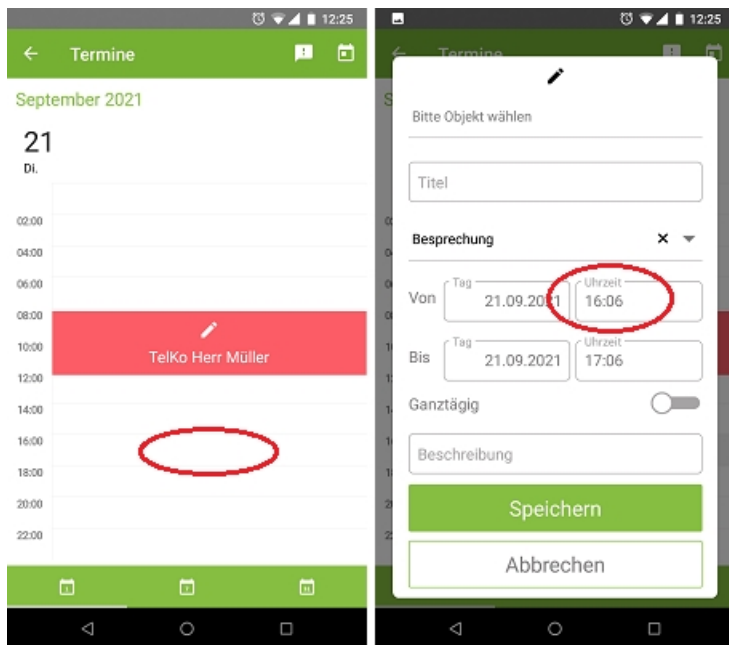 12:25
Termine
September 2021
21
Di.
02:00
04:00
06:00
08:00
10:00
TelKo Herr Müller
12:00
14:00
16:00
18:00
20:00
22:00
12:25
Termine
Bitte Objekt wählen
Titel
Besprechung
Von Tag 21.09.2021 Uhrzeit 16:06
Bis Tag 21.09.2021 Uhrzeit 17:06
Ganztägig
Beschreibung
Speichern
Abbrechen